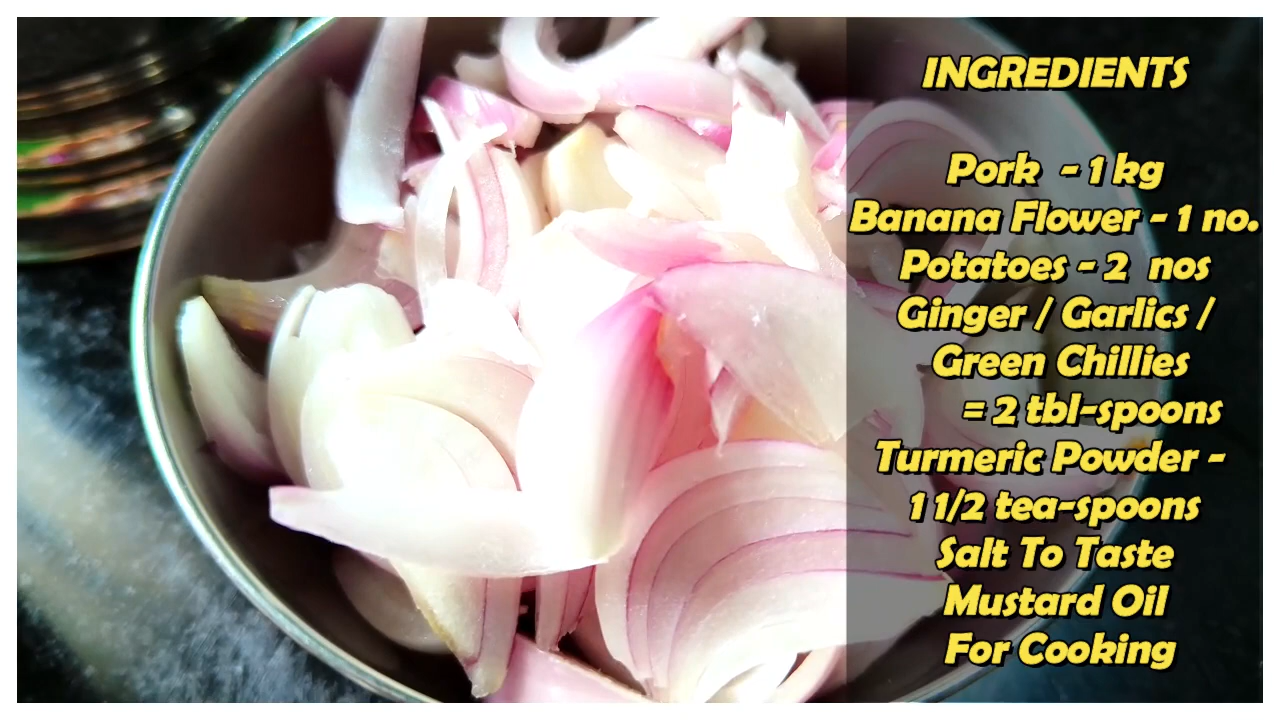 INGREDIENTS
Pork - 1 kg
Banana Flower - 1 no.
Potatoes - 2 nos
Ginger / Garlics /
Green Chillies
= 2 tbl-spoons
Turmeric Powder -
1 1/2 tea-spoons
Salt To Taste
Mustard Oil
For Cooking